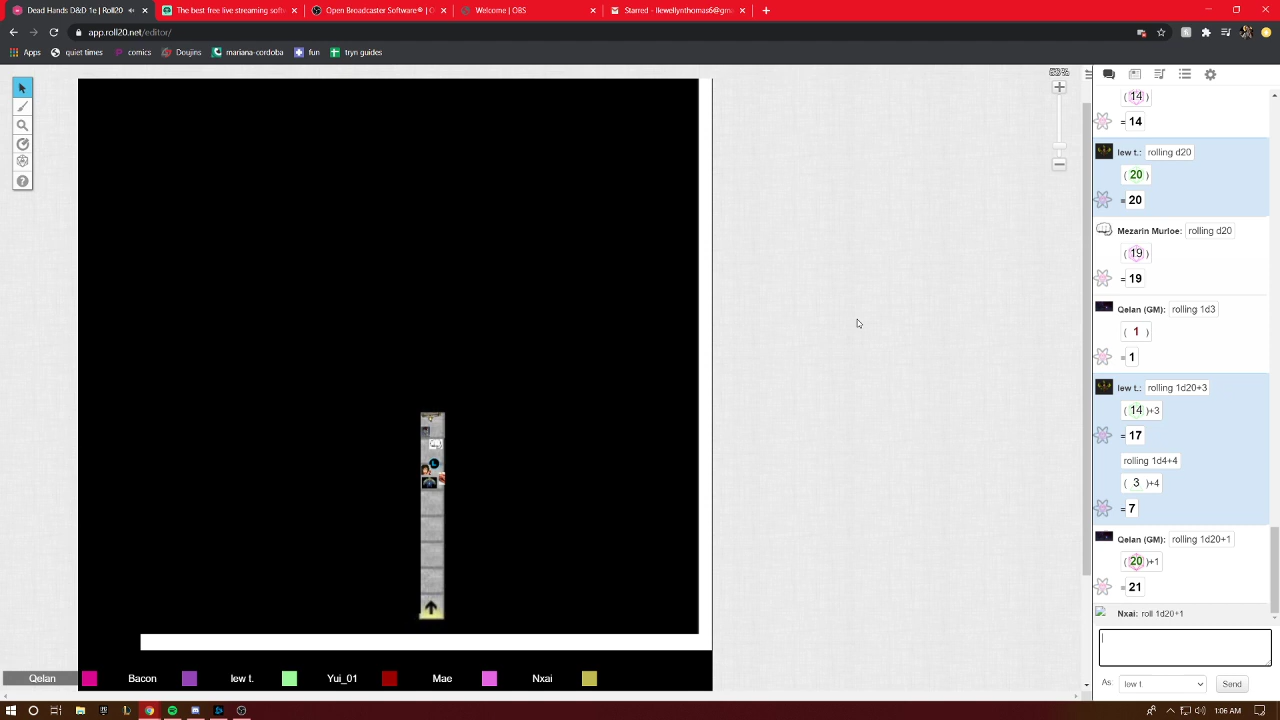 Dead Hands D&D 1e | Roll20
The best free live streaming soft
Open Broadcaster Software® | O
Welcome | OBS
Starred - llewellynthomas6@gma
app.roll20.net/editor/
Apps
quiet times
comics
Doujins
mariana-cordoba
fun
tryn guides
(14)
=14
lew t.: rolling d20
(20)
=20
Mezarin Murloe: rolling d20
(19)
=19
Qelan (GM): rolling 1d3
(1)
=1
lew t.: rolling 1d20+3
(14)+3
=17
rolling 1d4+4
(3)+4
=7
Qelan (GM): rolling 1d20+1
(20)+1
=21
Nxai: roll 1d20+1
As: lew t. Send
Qelan Bacon lew t. Yui_01 Mae Nxai
1:06 AM